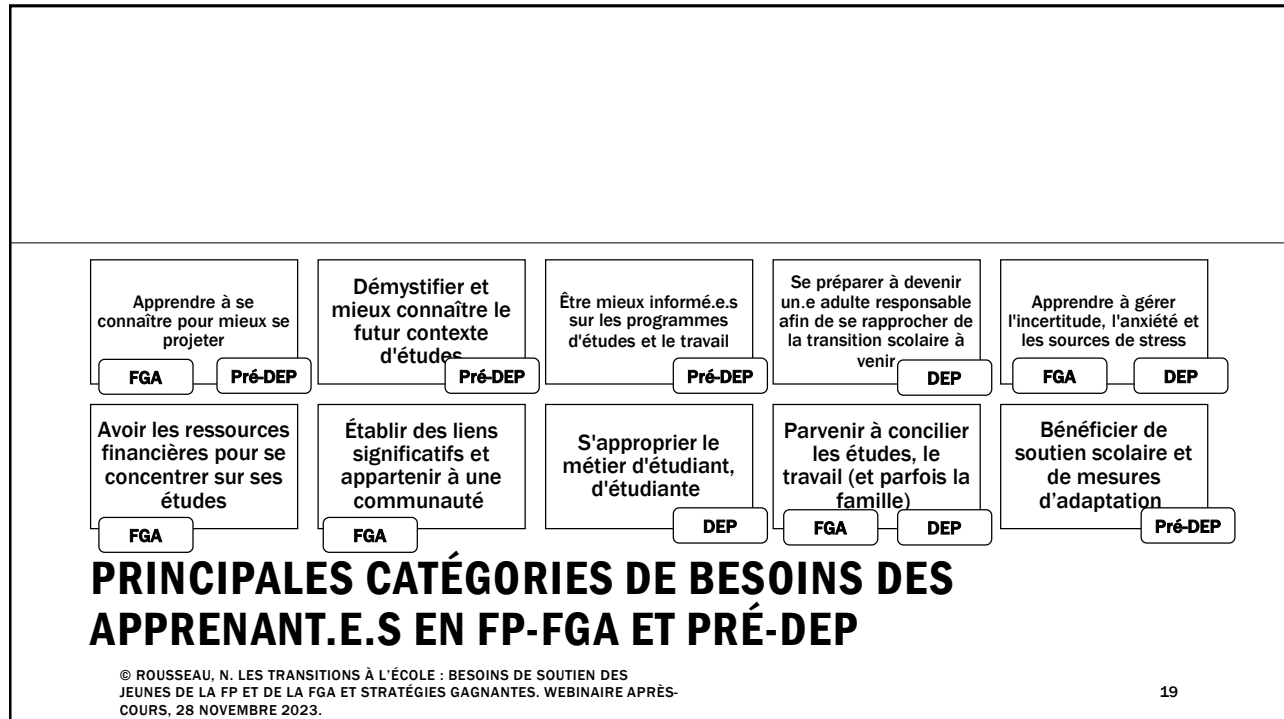 Apprendre à se
connaître pour mieux se
projeter
FGA
Pré-DEP
Démystifier et
mieux connaître le
futur contexte
d'études
Pré-DEP
Être mieux informé.e.s
sur les programmes
d'études et le travail
Pré-DEP
Se préparer à devenir
un.e adulte responsable
afin de se rapprocher de
la transition scolaire à
venir
DEP
Apprendre à gérer
l'incertitude, l'anxiété et
les sources de stress
FGA
DEP
Avoir les ressources
financières pour se
concentrer sur ses
études
FGA
Établir des liens
significatifs et
appartenir à une
communauté
FGA
S'approprier le
métier d'étudiant,
d'étudiante
DEP
Parvenir à concilier
les études, le
travail (et parfois la
famille)
FGA
DEP
Bénéficier de
soutien scolaire et
de mesures
d’adaptation
Pré-DEP
PRINCIPALES CATÉGORIES DE BESOINS DES
APPRENANT.E.S EN FP-FGA ET PRÉ-DEP
© ROUSSEAU, N. LES TRANSITIONS À L’ÉCOLE : BESOINS DE SOUTIEN DES
JEUNES DE LA FP ET DE LA FGA ET STRATÉGIES GAGNANTES. WEBINAIRE APRÈS-
COURS, 28 NOVEMBRE 2023.
19